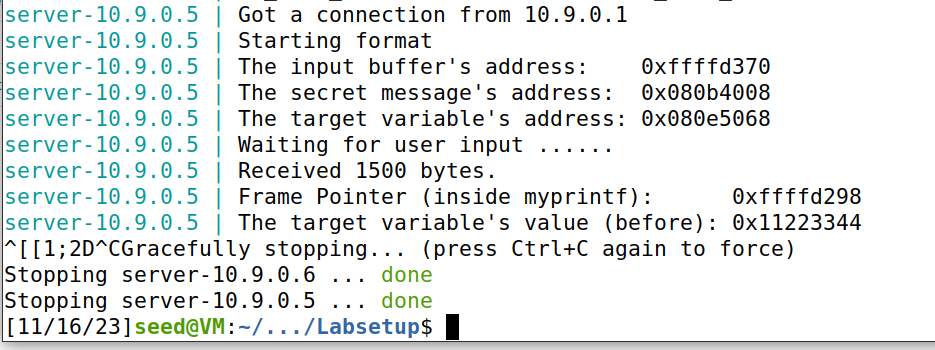 server-10.9.0.5 | Got a connection from 10.9.0.1
server-10.9.0.5 | Starting format
server-10.9.0.5 | The input buffer's address:    0xffffd370
server-10.9.0.5 | The secret message's address:  0x080b4008
server-10.9.0.5 | The target variable's address: 0x080e5068
server-10.9.0.5 | Waiting for user input ......
server-10.9.0.5 | Received 1500 bytes.
server-10.9.0.5 | Frame Pointer (inside myprintf):      0xffffd298
server-10.9.0.5 | The target variable's value (before): 0x11223344
^[[1;2D^CGracefully stopping... (press Ctrl+C again to force)
Stopping server-10.9.0.6 ... done
Stopping server-10.9.0.5 ... done
[11/16/23]seed@VM:~/.../Labsetup$